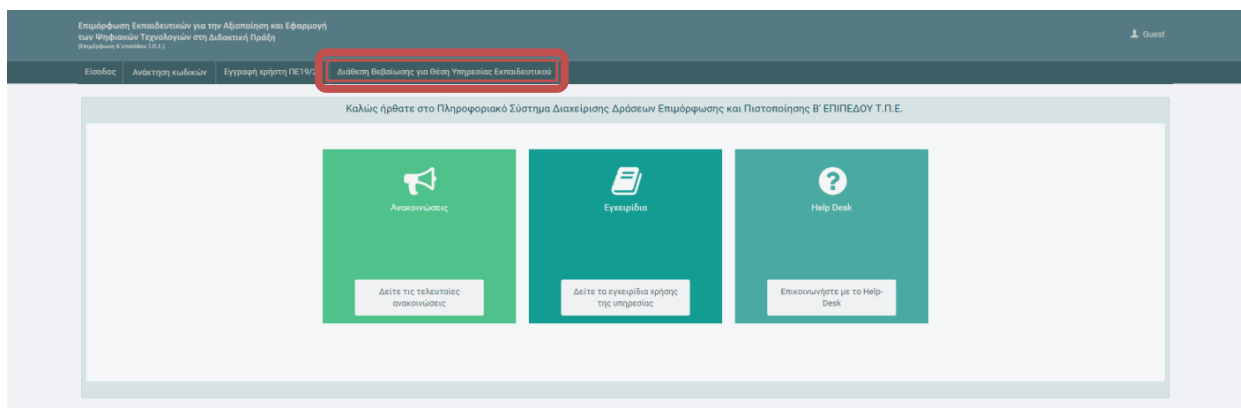 Επιμόρφωση Εκπαιδευτικών για την Αξιοποίηση και Εφαρμογή
των Ψηφιακών Τεχνολογιών στη Διδακτική Πράξη
(Επιμόρφωση Β' επιπέδου Τ.Π.Ε.)
Guest
Είσοδος Ανάκτηση κωδικών Εγγραφή χρήστη ΠΕ19/2 Διάθεση Βεβαίωσης για Θέση Υπηρεσίας Εκπαιδευτικού
Καλώς ήρθατε στο Πληροφοριακό Σύστημα Διαχείρισης Δράσεων Επιμόρφωσης και Πιστοποίησης Β' ΕΠΙΠΕΔΟΥ Τ.Π.Ε.
Ανακοινώσεις
Δείτε τις τελευταίες
ανακοινώσεις
Εγχειρίδια
Δείτε τα εγχειρίδια χρήσης
της υπηρεσίας
Help Desk
Επικοινωνήστε με το Help-
Desk